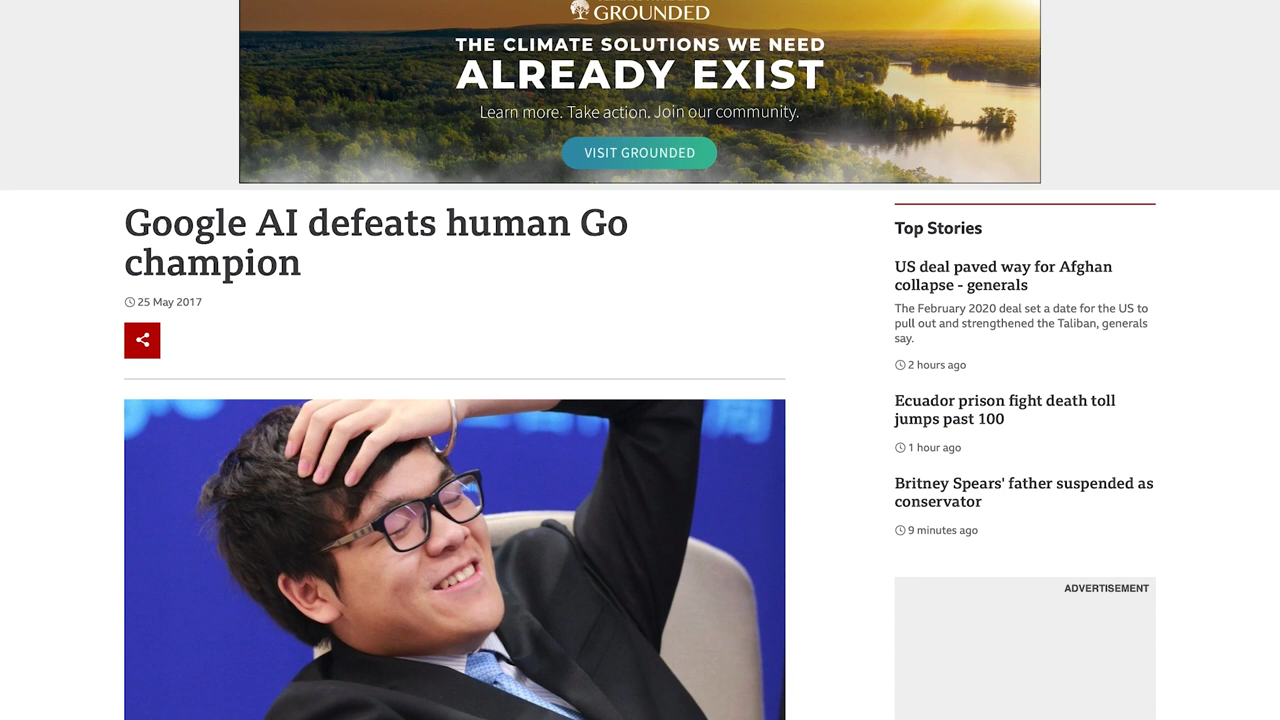 GROUNDED
THE CLIMATE SOLUTIONS WE NEED
ALREADY EXIST
Learn more. Take action. Join our community.
VISIT GROUNDED
Google AI defeats human Go
champion
25 May 2017
Top Stories
US deal paved way for Afghan
collapse - generals
The February 2020 deal set a date for the US to
pull out and strengthened the Taliban, generals
say.
2 hours ago
Ecuador prison fight death toll
jumps past 100
1 hour ago
Britney Spears' father suspended as
conservator
9 minutes ago
ADVERTISEMENT